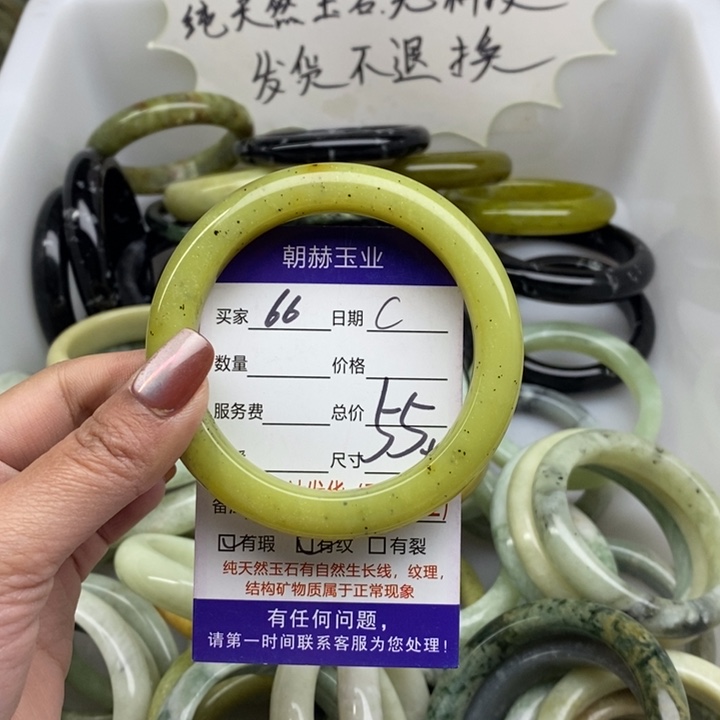 纯天然玉石
发货不退换
朝赫玉业
买家 66 日期 C
数量 价格
服务费 总价
尺寸 55
有瑕 有纹 有裂
纯天然玉石有自然生长线，纹理，
结构矿物质属于正常现象
有任何问题，
请第一时间联系客服为您处理！